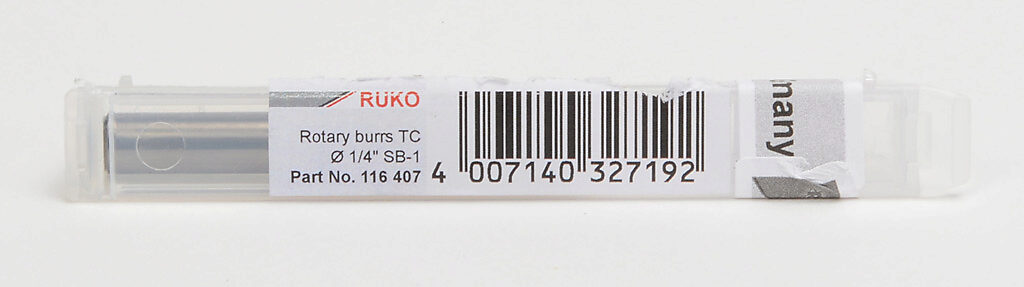 RUKO
Rotary burrs TC
Ø 1/4" SB-1
Part No. 116 407
4 007140 327192
many